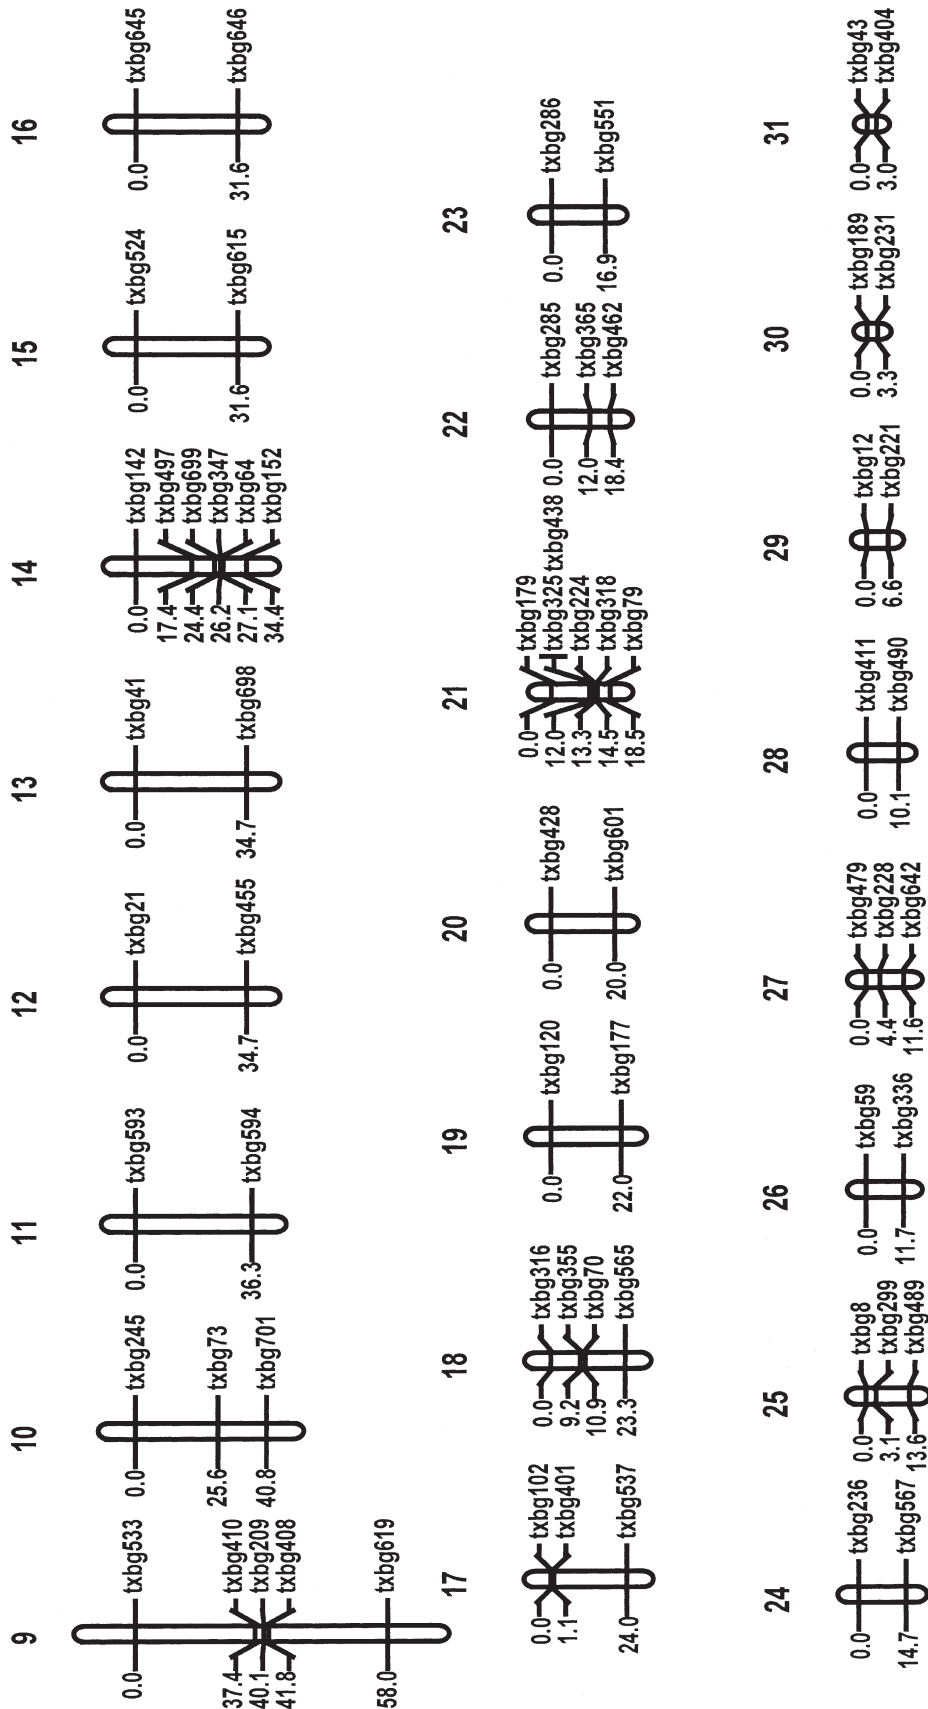 9
0.0 txbg533
37.4 txbg410
40.1 txbg209
41.8 txbg408
58.0 txbg619
10
0.0 txbg245
25.6 txbg73
40.8 txbg701
11
0.0 txbg593
36.3 txbg594
12
0.0 txbg21
34.7 txbg455
13
0.0 txbg41
34.7 txbg698
14
0.0 txbg142
17.4 txbg497
24.4 txbg699
26.2 txbg347
27.1 txbg64
34.4 txbg152
15
0.0 txbg524
31.6 txbg615
16
0.0 txbg645
31.6 txbg646
17
0.0 txbg102
1.1 txbg401
24.0 txbg537
18
0.0 txbg316
9.2 txbg355
10.9 txbg70
23.3 txbg565
19
0.0 txbg120
22.0 txbg177
20
0.0 txbg428
20.0 txbg601
21
0.0 txbg179
12.0 txbg325 txbg438
13.3 txbg224
14.5 txbg318
18.5 txbg79
22
0.0 txbg285
12.0 txbg365
18.4 txbg462
23
0.0 txbg286
16.9 txbg551
24
0.0 txbg236
14.7 txbg567
25
0.0 txbg8
3.1 txbg299
13.6 txbg489
26
0.0 txbg59
11.7 txbg336
27
0.0 txbg479
4.4 txbg228
11.6 txbg642
28
0.0 txbg411
10.1 txbg490
29
0.0 txbg12
6.6 txbg221
30
0.0 txbg189
3.3 txbg231
31
0.0 txbg43
3.0 txbg404